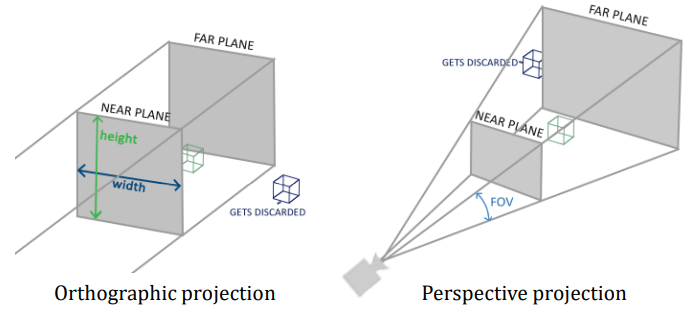 FAR PLANE
NEAR PLANE
height
width
GETS DISCARDED
Orthographic projection
FAR PLANE
GETS DISCARDED
NEAR PLANE
FOV
Perspective projection